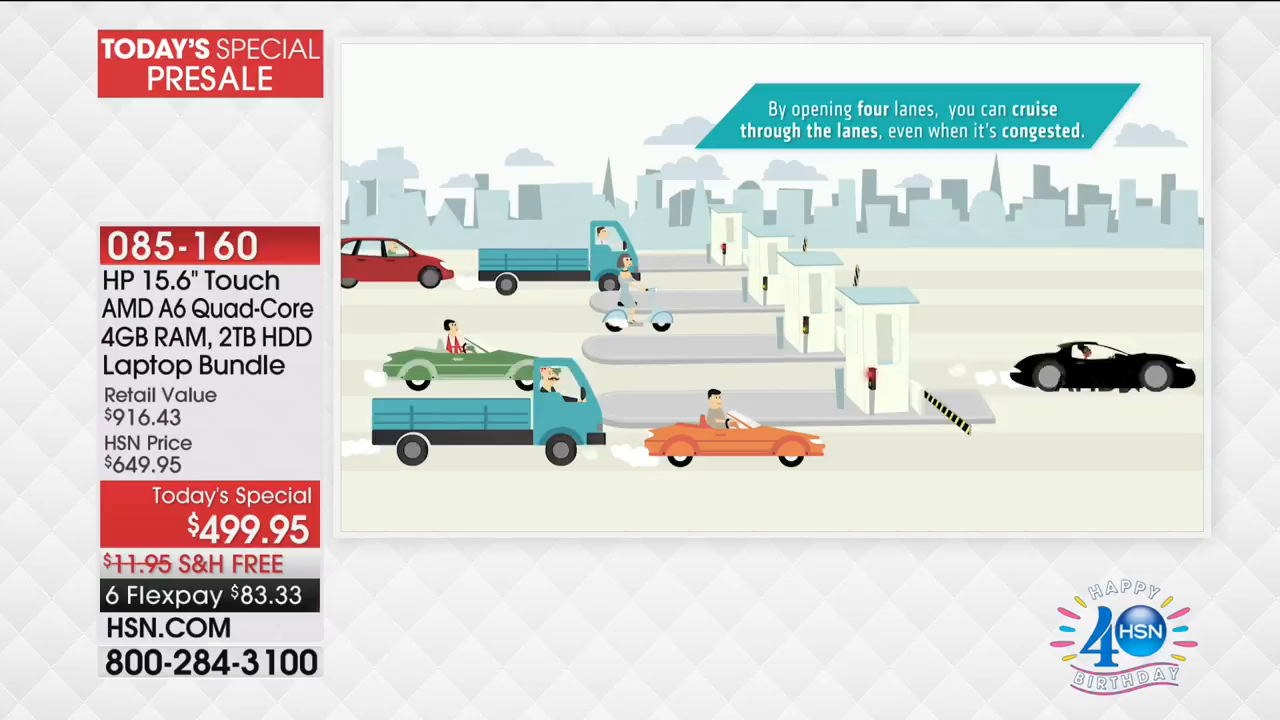 TODAY'S SPECIAL
PRESALE
085-160
HP 15.6" Touch
AMD A6 Quad-Core
4GB RAM, 2TB HDD
Laptop Bundle
Retail Value
$916.43
HSN Price
$649.95
Today's Special
$499.95
$11.95 S&H FREE
6 Flexpay $83.33
HSN.COM
800-284-3100
By opening four lanes, you can cruise
through the lanes, even when it's congested.
HAPPY
40
HSN
BIRTHDAY